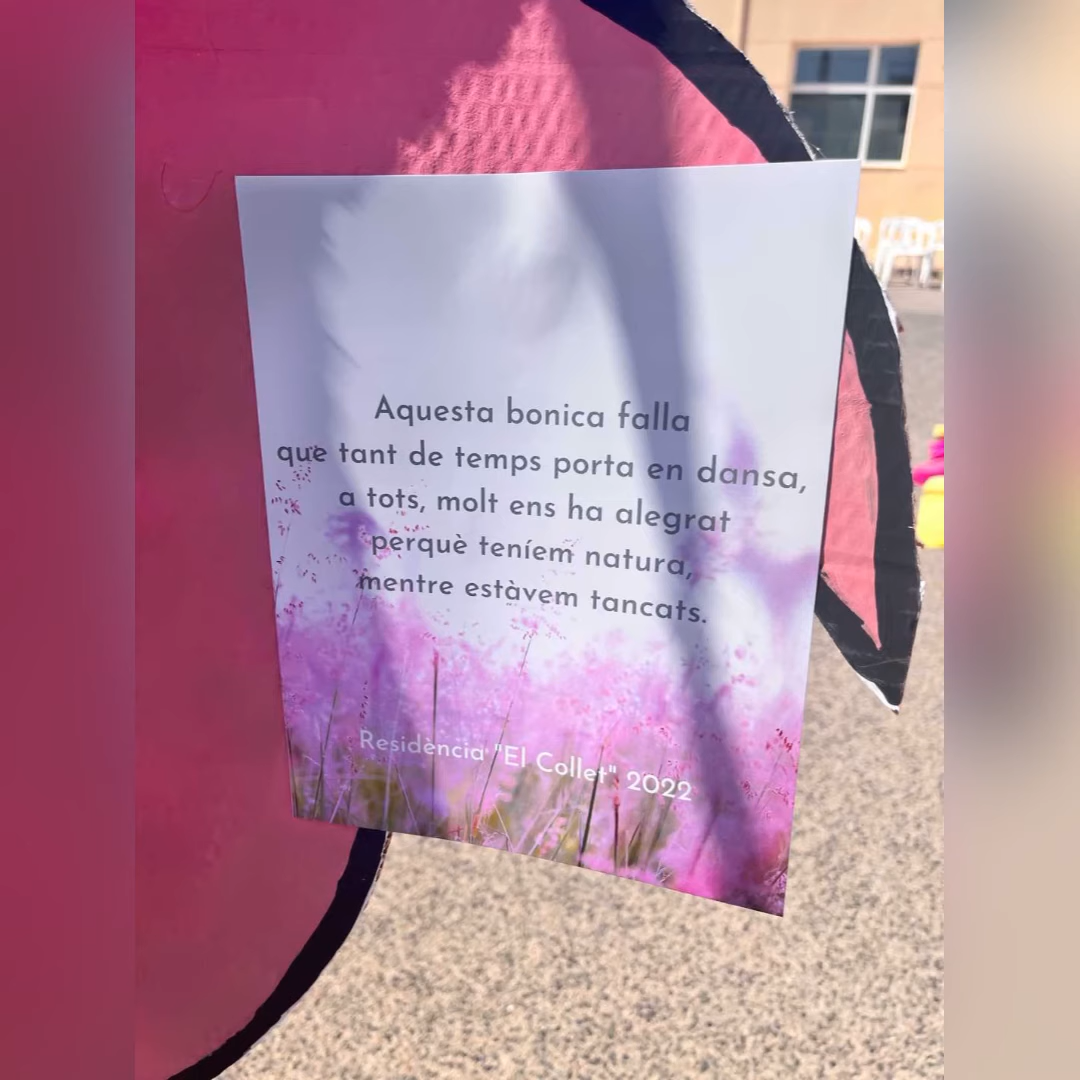 Aquesta bonica falla
que tant de temps porta en dansa,
a tots, molt ens ha alegrat
perquè teníem natura,
mentre estàvem tancats.
Residència "El Collet" 2022